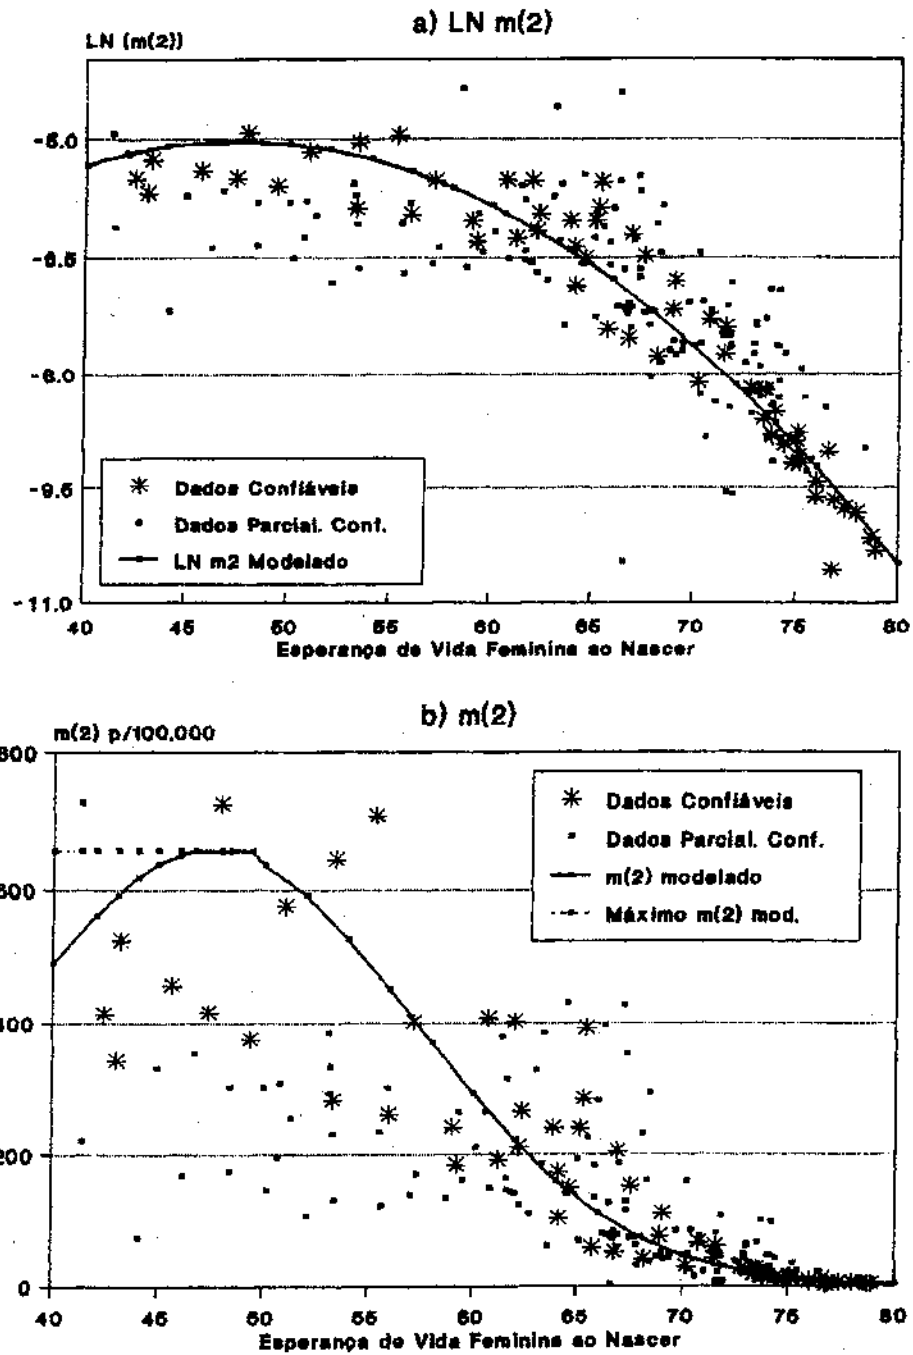 a) LN m(2)
LN (m(2))
-5.0
-6.5
-8.0
-9.5
-11.0
Dados Confiáveis
Dados Parcial. Conf.
LN m2 Modelado
40 45 50 55 60 65 70 75 80
Esperança de Vida Feminina ao Nascer
b) m(2)
m(2) p/100.000
800
600
400
200
0
Dados Confiáveis
Dados Parcial. Conf.
m(2) modelado
Máximo m(2) mod.
40 45 50 55 60 65 70 75 80
Esperança de Vida Feminina ao Nascer